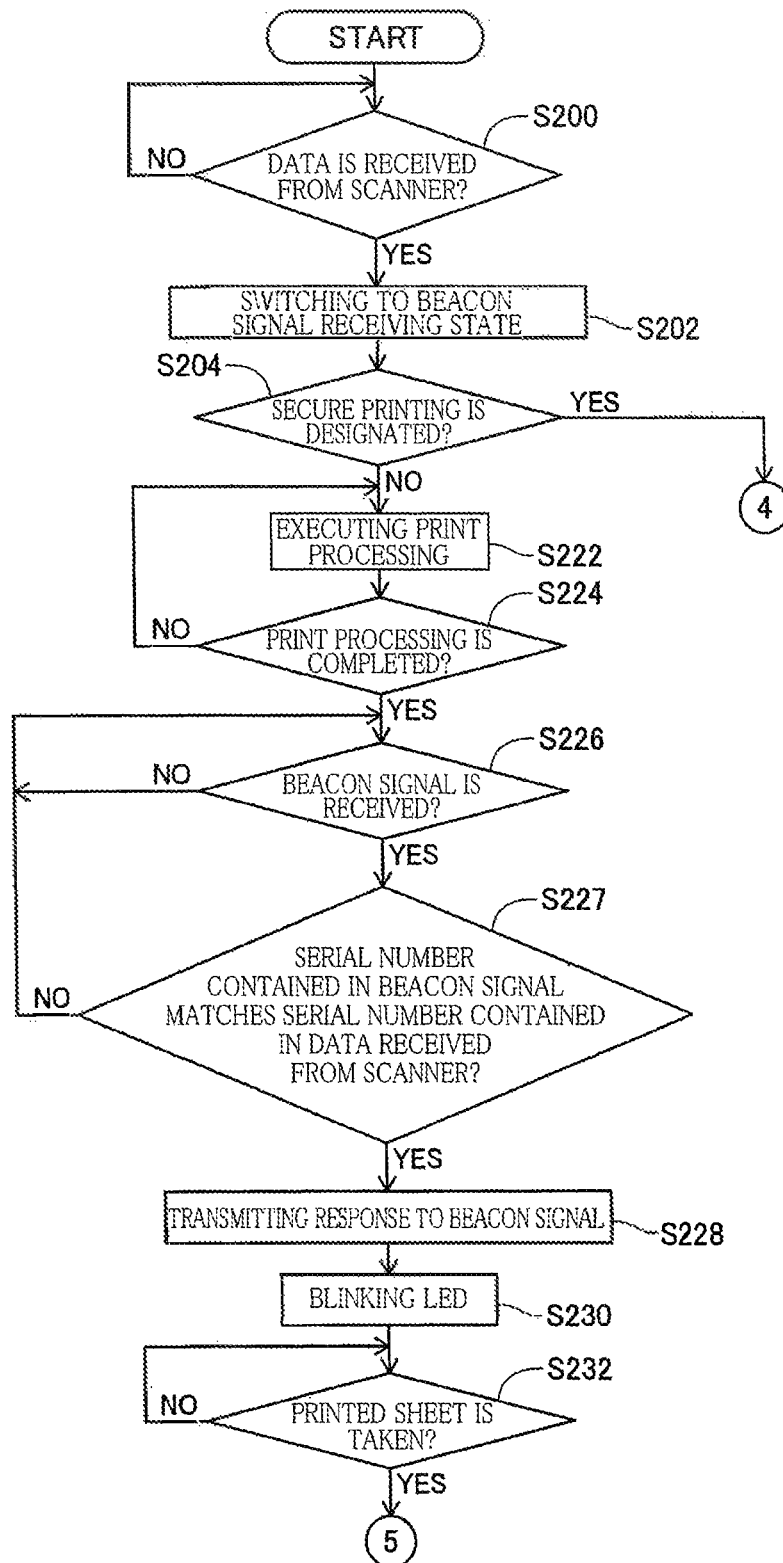 START
S200
NO
DATA IS RECEIVED
FROM SCANNER?
YES
SWITCHING TO BEACON
SIGNAL RECEIVING STATE
S202
S204
SECURE PRINTING IS
DESIGNATED?
YES
NO
4
EXECUTING PRINT
PROCESSING
S222
S224
NO
PRINT PROCESSING IS
COMPLETED?
YES
S226
NO
BEACON SIGNAL IS
RECEIVED?
YES
S227
SERIAL NUMBER
CONTAINED IN BEACON SIGNAL
NO
MATCHES SERIAL NUMBER CONTAINED
IN DATA RECEIVED
FROM SCANNER?
YES
TRANSMITTING RESPONSE TO BEACON SIGNAL
S228
BLINKING LED
S230
S232
NO
PRINTED SHEET IS
TAKEN?
YES
5